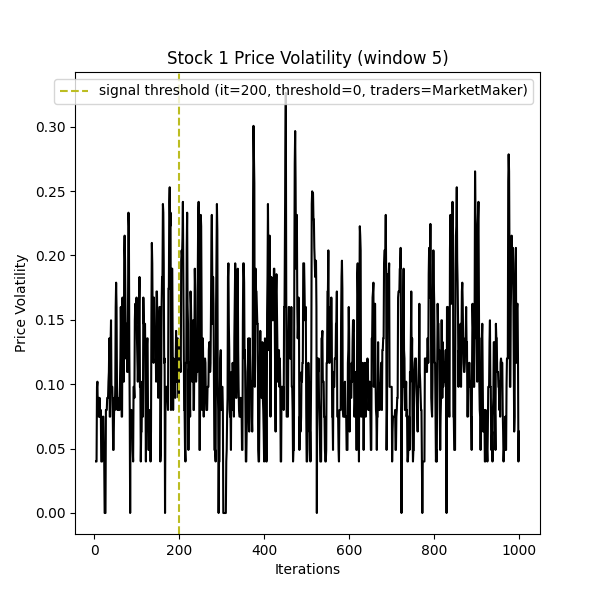 Stock 1 Price Volatility (window 5)
signal threshold (it=200, threshold=0, traders=MarketMaker)
0.30
0.25
0.20
0.15
0.10
0.05
0.00
Price Volatility
0 200 400 600 800 1000
Iterations